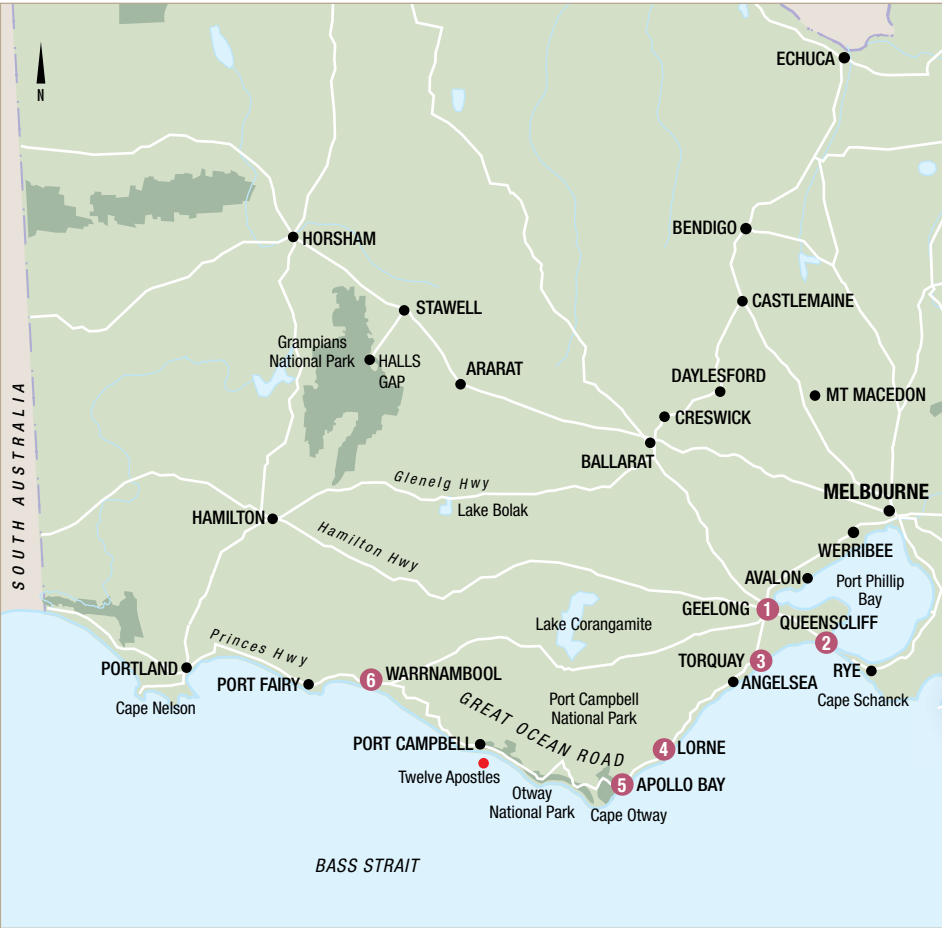 ECHUCA
N
BENDIGO
HORSHAM
CASTLEMAINE
STAWELL
Grampians
National Park
HALLS
GAP
ARARAT
DAYLESFORD
MT MACEDON
CRESWICK
BALLARAT
SOUTH AUSTRALIA
Glenelg Hwy
MELBOURNE
Lake Bolak
HAMILTON
Hamilton Hwy
WERRIBEE
AVALON
Port Phillip
Bay
GEELONG
1
QUEENSCLIFF
2
Lake Corangamite
Princes Hwy
TORQUAY
3
RYE
PORTLAND
6
WARRNAMBOOL
PORT FAIRY
ANGELSEA
Cape Schanck
Cape Nelson
Port Campbell
National Park
GREAT OCEAN ROAD
PORT CAMPBELL
4
LORNE
Twelve Apostles
5
APOLLO BAY
Otway
National Park
Cape Otway
BASS STRAIT